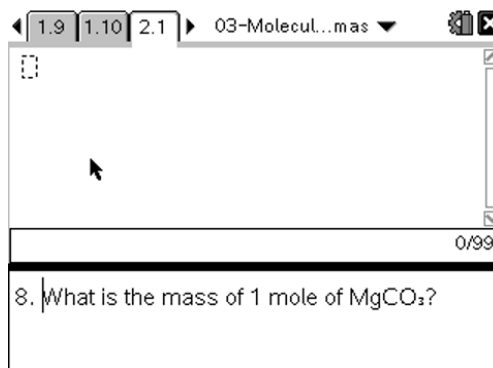 1.9 1.10 2.1 03-Molecul...mas
0/99
8. What is the mass of 1 mole of MgCO₃?